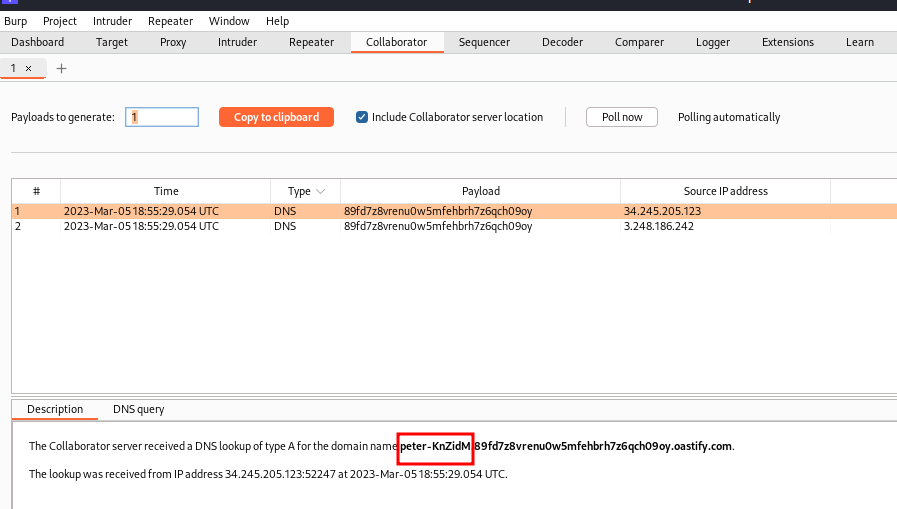 Burp Project Intruder Repeater Window Help
Dashboard Target Proxy Intruder Repeater Collaborator Sequencer Decoder Comparer Logger Extensions Learn
1 × +
Payloads to generate: 1 Copy to clipboard Include Collaborator server location Poll now Polling automatically
# Time Type Payload Source IP address
1 2023-Mar-05 18:55:29.054 UTC DNS 89fd7z8vrenu0w5mfehbrh7z6qch09oy 34.245.205.123
2 2023-Mar-05 18:55:29.054 UTC DNS 89fd7z8vrenu0w5mfehbrh7z6qch09oy 3.248.186.242
Description DNS query
The Collaborator server received a DNS lookup of type A for the domain name peter-KnZidM.89fd7z8vrenu0w5mfehbrh7z6qch09oy.oastify.com.
The lookup was received from IP address 34.245.205.123:52247 at 2023-Mar-05 18:55:29.054 UTC.